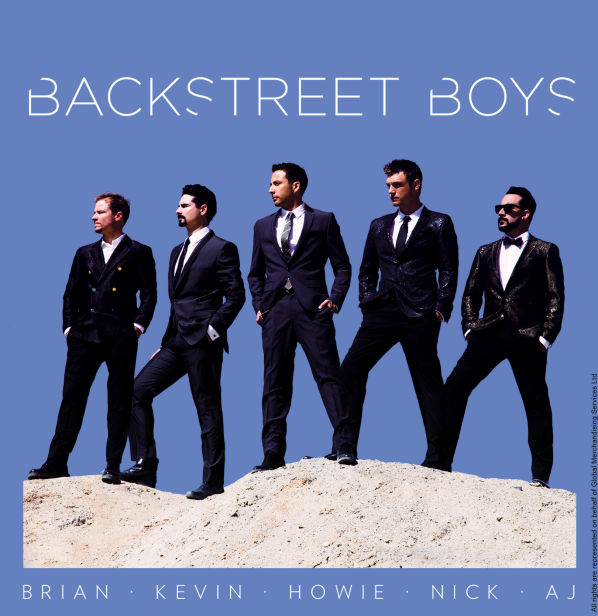 BACKSTREET BOYS
BRIAN · KEVIN · HOWIE · NICK · AJ
All rights are represented on behalf of Global Merchandising Services Ltd